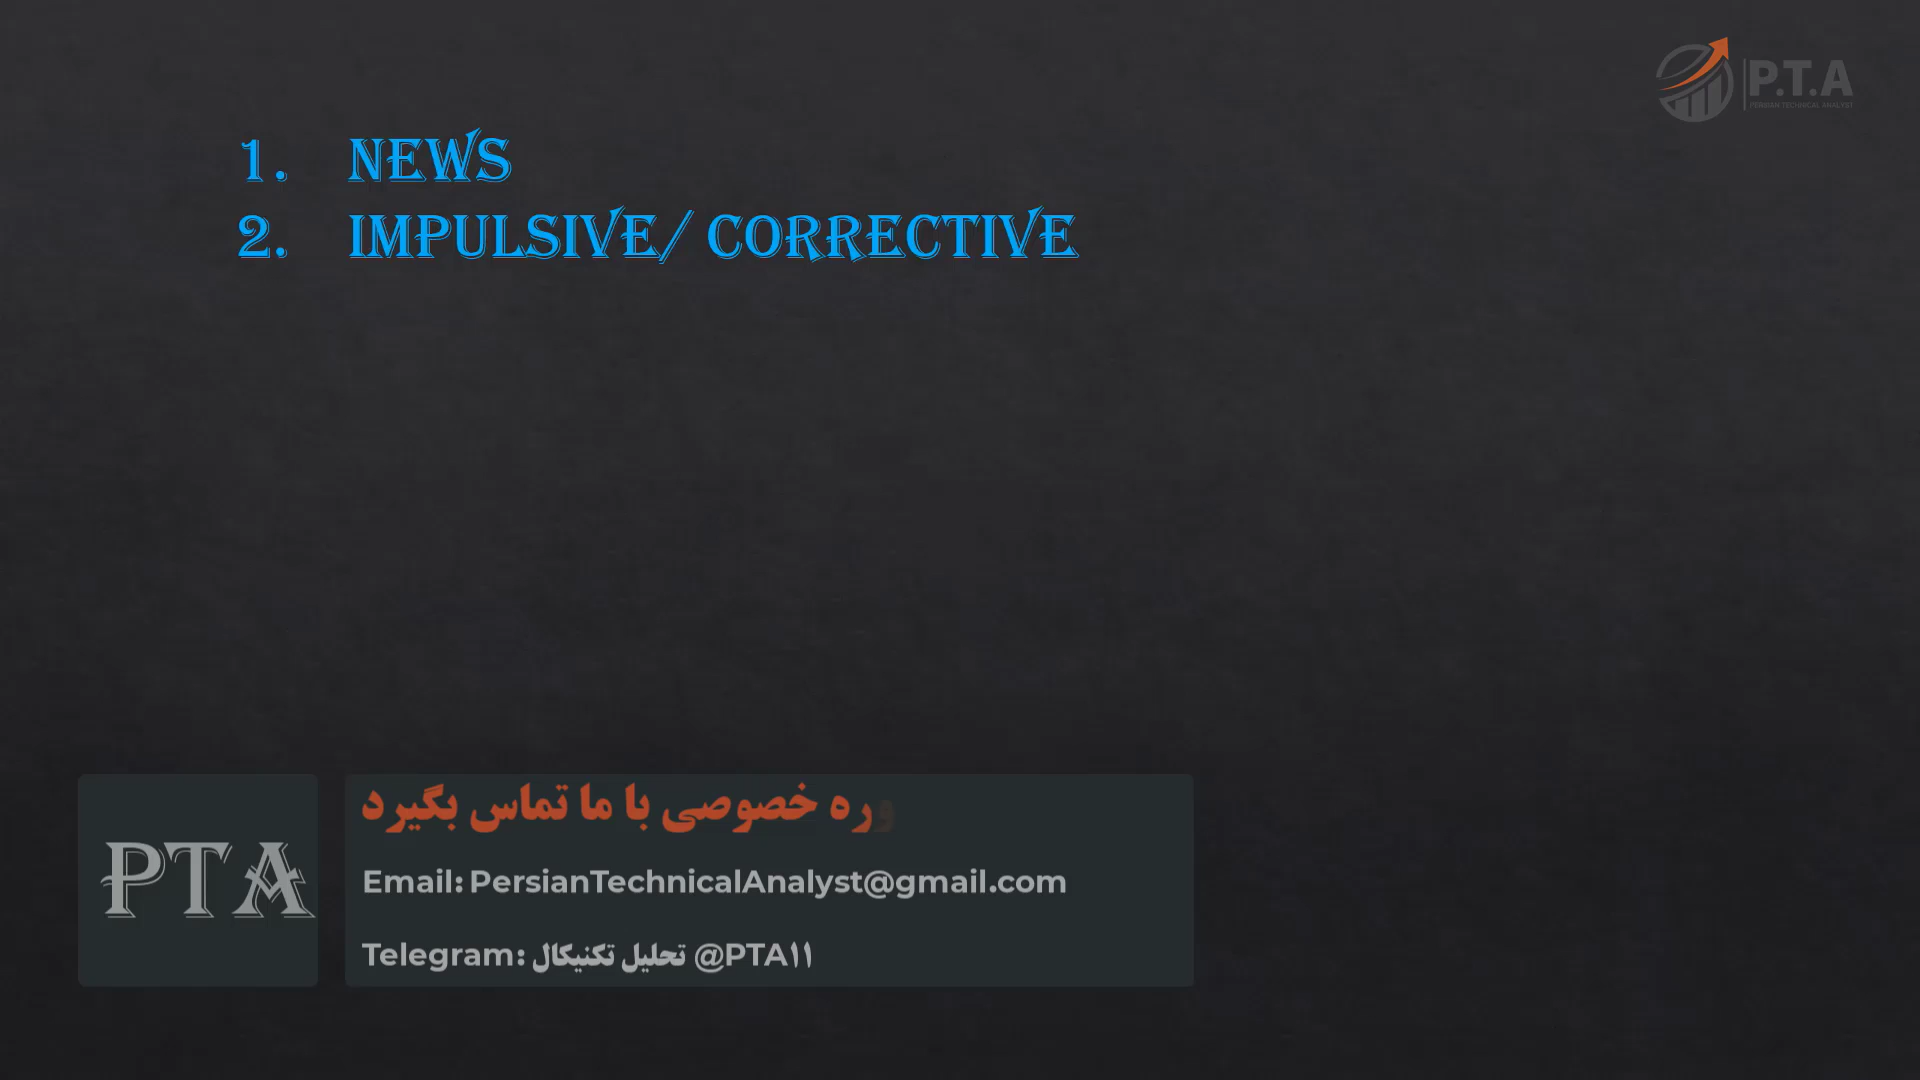 P.T.A
PERSIAN TECHNICAL ANALYST
1. NEWS
2. IMPULSIVE/ CORRECTIVE
PTA
وره خصوصی با ما تماس بگیرد
Email: PersianTechnicalAnalyst@gmail.com
Telegram: تحلیل تکنیکال @PTA۱۱